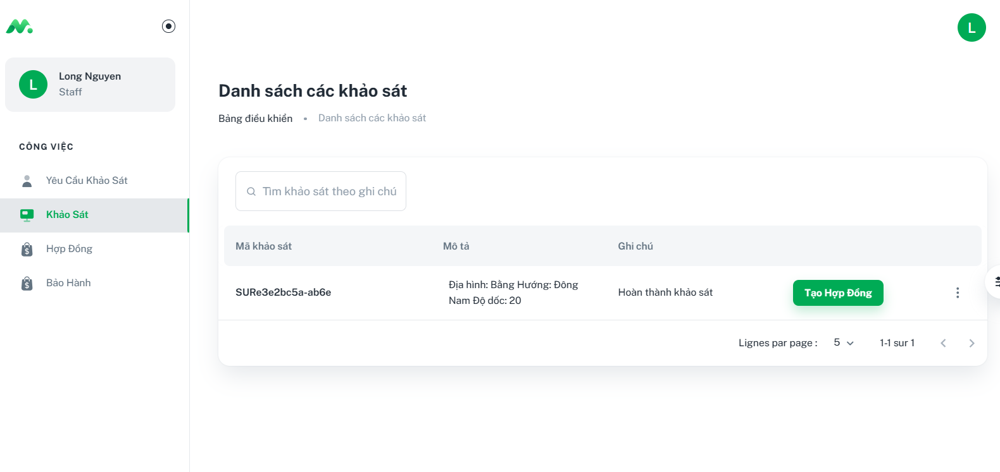 L
L
Long Nguyen
Staff
CÔNG VIỆC
Yêu Cầu Khảo Sát
Khảo Sát
Hợp Đồng
Bảo Hành
Danh sách các khảo sát
Bảng điều khiển • Danh sách các khảo sát
Tìm khảo sát theo ghi chú
Mã khảo sát Mô tả Ghi chú
SURe3e2bc5a-ab6e Địa hình: Bằng Hướng: Đông
Nam Độ dốc: 20 Hoàn thành khảo sát Tạo Hợp Đồng
Lignes par page : 5 1-1 sur 1